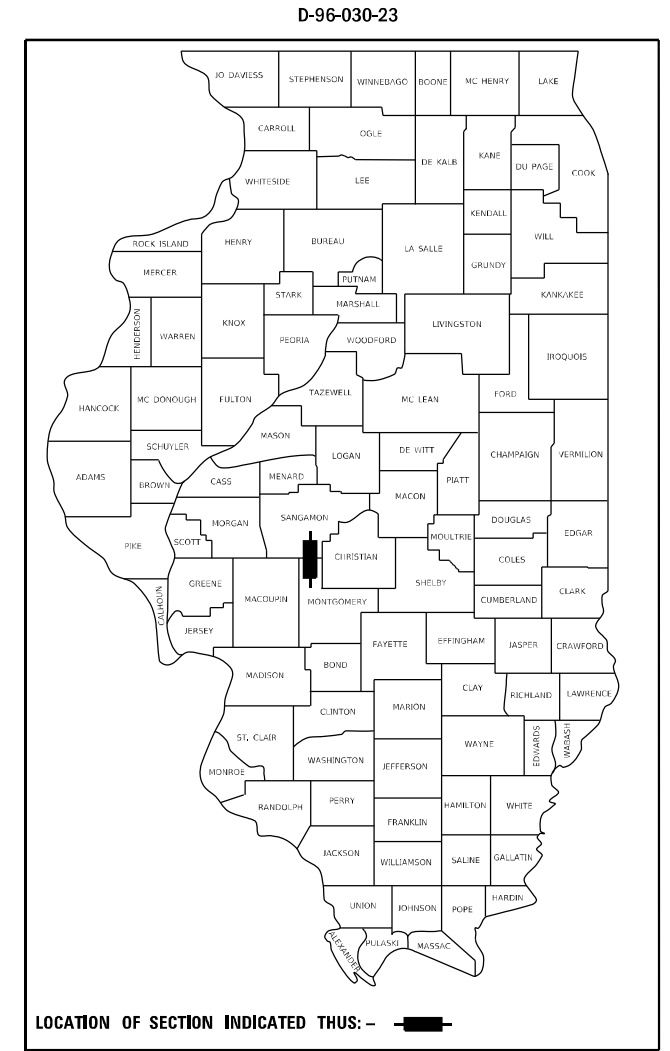 D-96-030-23
JO DAVIESS
STEPHENSON
WINNEBAGO
BOONE
MC HENRY
LAKE
CARROLL
OGLE
DE KALB
KANE
DU PAGE
COOK
WHITESIDE
LEE
KENDALL
WILL
ROCK ISLAND
HENRY
BUREAU
LA SALLE
GRUNDY
MERCER
PUTNAM
STARK
MARSHALL
KANKAKEE
HENDERSON
WARREN
KNOX
PEORIA
WOODFORD
LIVINGSTON
IROQUOIS
HANCOCK
MC DONOUGH
FULTON
TAZEWELL
MC LEAN
FORD
MASON
SCHUYLER
LOGAN
DE WITT
CHAMPAIGN
VERMILION
ADAMS
BROWN
CASS
MENARD
PIATT
MACON
PIKE
SCOTT
MORGAN
SANGAMON
CHRISTIAN
MOULTRIE
DOUGLAS
EDGAR
COLES
CALHOUN
GREENE
MACOUPIN
MONTGOMERY
SHELBY
CUMBERLAND
CLARK
JERSEY
FAYETTE
EFFINGHAM
JASPER
CRAWFORD
MADISON
BOND
CLAY
RICHLAND
LAWRENCE
CLINTON
MARION
ST. CLAIR
WAYNE
EDWARDS
WABASH
MONROE
WASHINGTON
JEFFERSON
RANDOLPH
PERRY
HAMILTON
WHITE
FRANKLIN
JACKSON
WILLIAMSON
SALINE
GALLATIN
UNION
JOHNSON
POPE
HARDIN
ALEXANDER
PULASKI
MASSAC
LOCATION OF SECTION INDICATED THUS: –